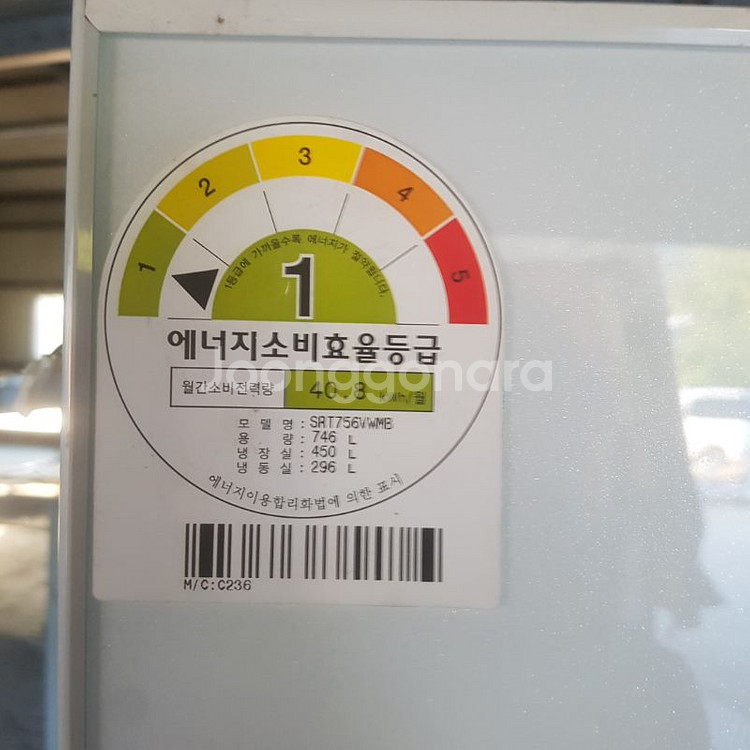 1 2 3 4 5
1등급에 가까울수록 에너지가 절약됩니다.
1
에너지소비효율등급
월간소비전력량 40.8 kWh/월
모델명: SRT756VWMB
용량: 746 L
냉장실: 450 L
냉동실: 296 L
에너지이용합리화법에 의한 표시
M/C:C236
Joonggonara